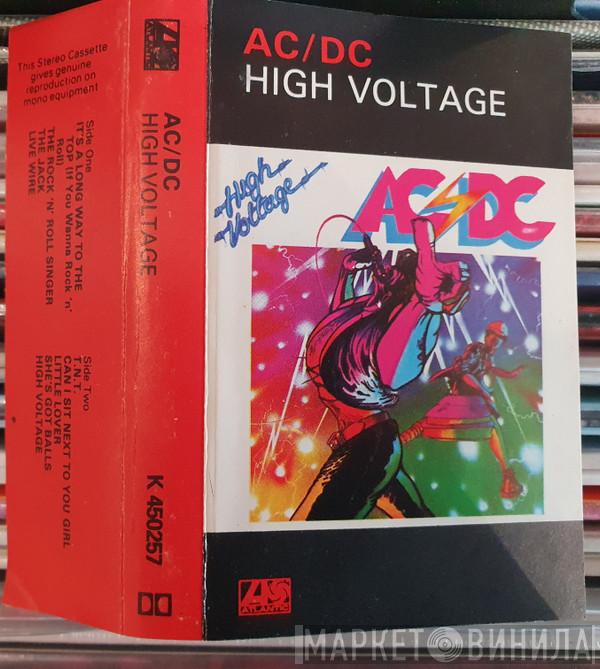 This Stereo Cassette
gives genuine
reproduction on
mono equipment
Side One
IT'S A LONG WAY TO THE
TOP (If You Wanna Rock 'n'
Roll)
THE ROCK 'N' ROLL SINGER
THE JACK
LIVE WIRE
Side Two
T.N.T.
CAN I SIT NEXT TO YOU GIRL
LITTLE LOVER
SHE'S GOT BALLS
HIGH VOLTAGE
AC/DC
HIGH VOLTAGE
K 450257
AC/DC
HIGH VOLTAGE
High
Voltage
AC DC
ATLANTIC
МАРКЕТ ВИНИЛА